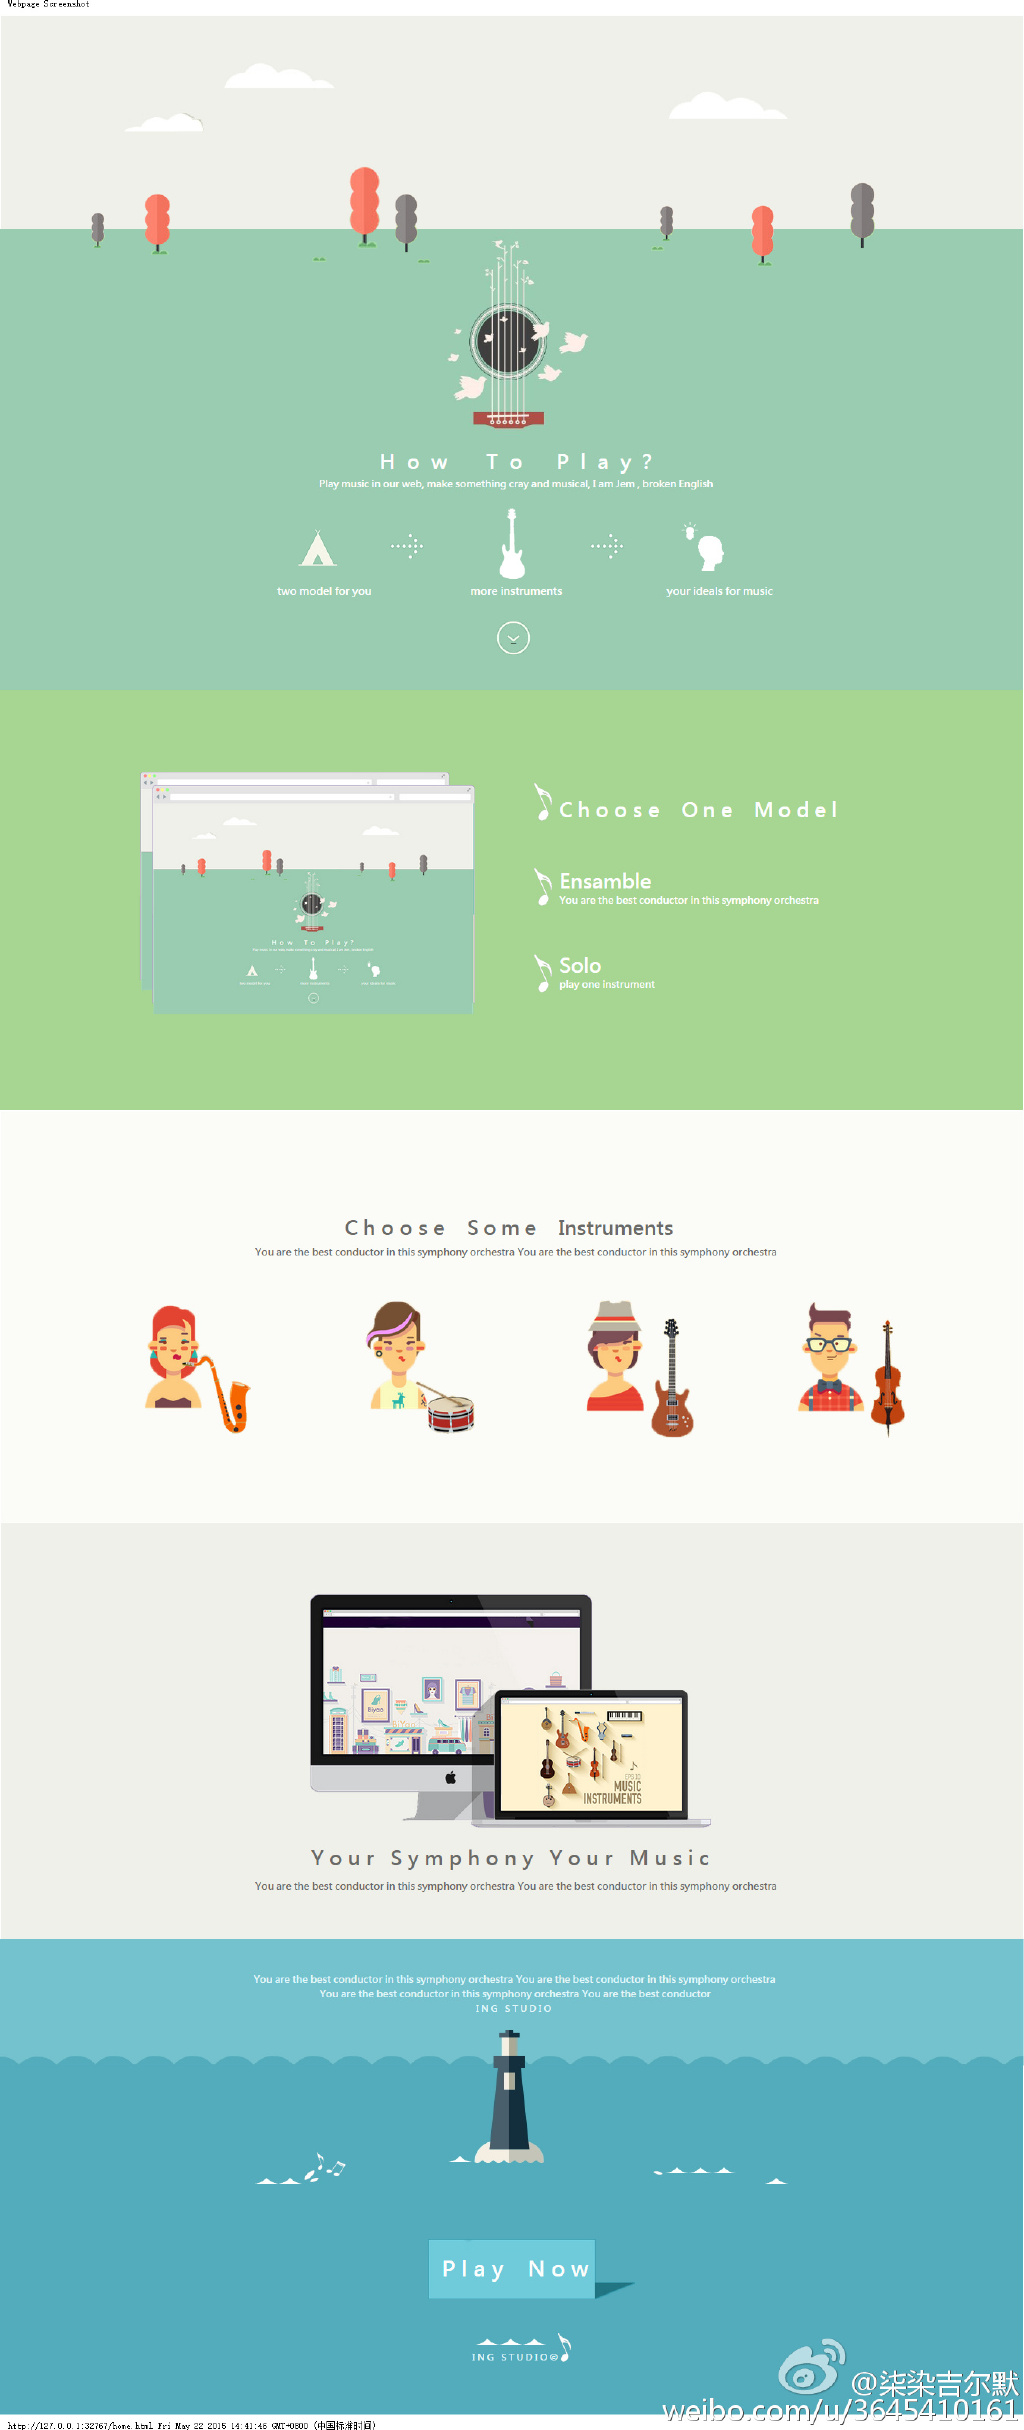 Webpage Screenshot
How To Play?
Play music in our web, make something cray and musical, I am Jem , broken English
two model for you
more instruments
your ideals for music
Choose One Model
Ensamble
You are the best conductor in this symphony orchestra
Solo
play one instrument
How To Play?
Choose Some Instruments
You are the best conductor in this symphony orchestra You are the best conductor in this symphony orchestra
Biyao
EPS 10
MUSIC
INSTRUMENTS
Your Symphony Your Music
You are the best conductor in this symphony orchestra You are the best conductor in this symphony orchestra
You are the best conductor in this symphony orchestra You are the best conductor in this symphony orchestra
You are the best conductor in this symphony orchestra You are the best conductor
ING STUDIO
Play Now
ING STUDIO®
@柒染吉尔默
weibo.com/u/3645410161
http://127.0.0.1:32767/home.html Fri May 22 2015 14:41:46 GMT+0800 (中国标准时间)